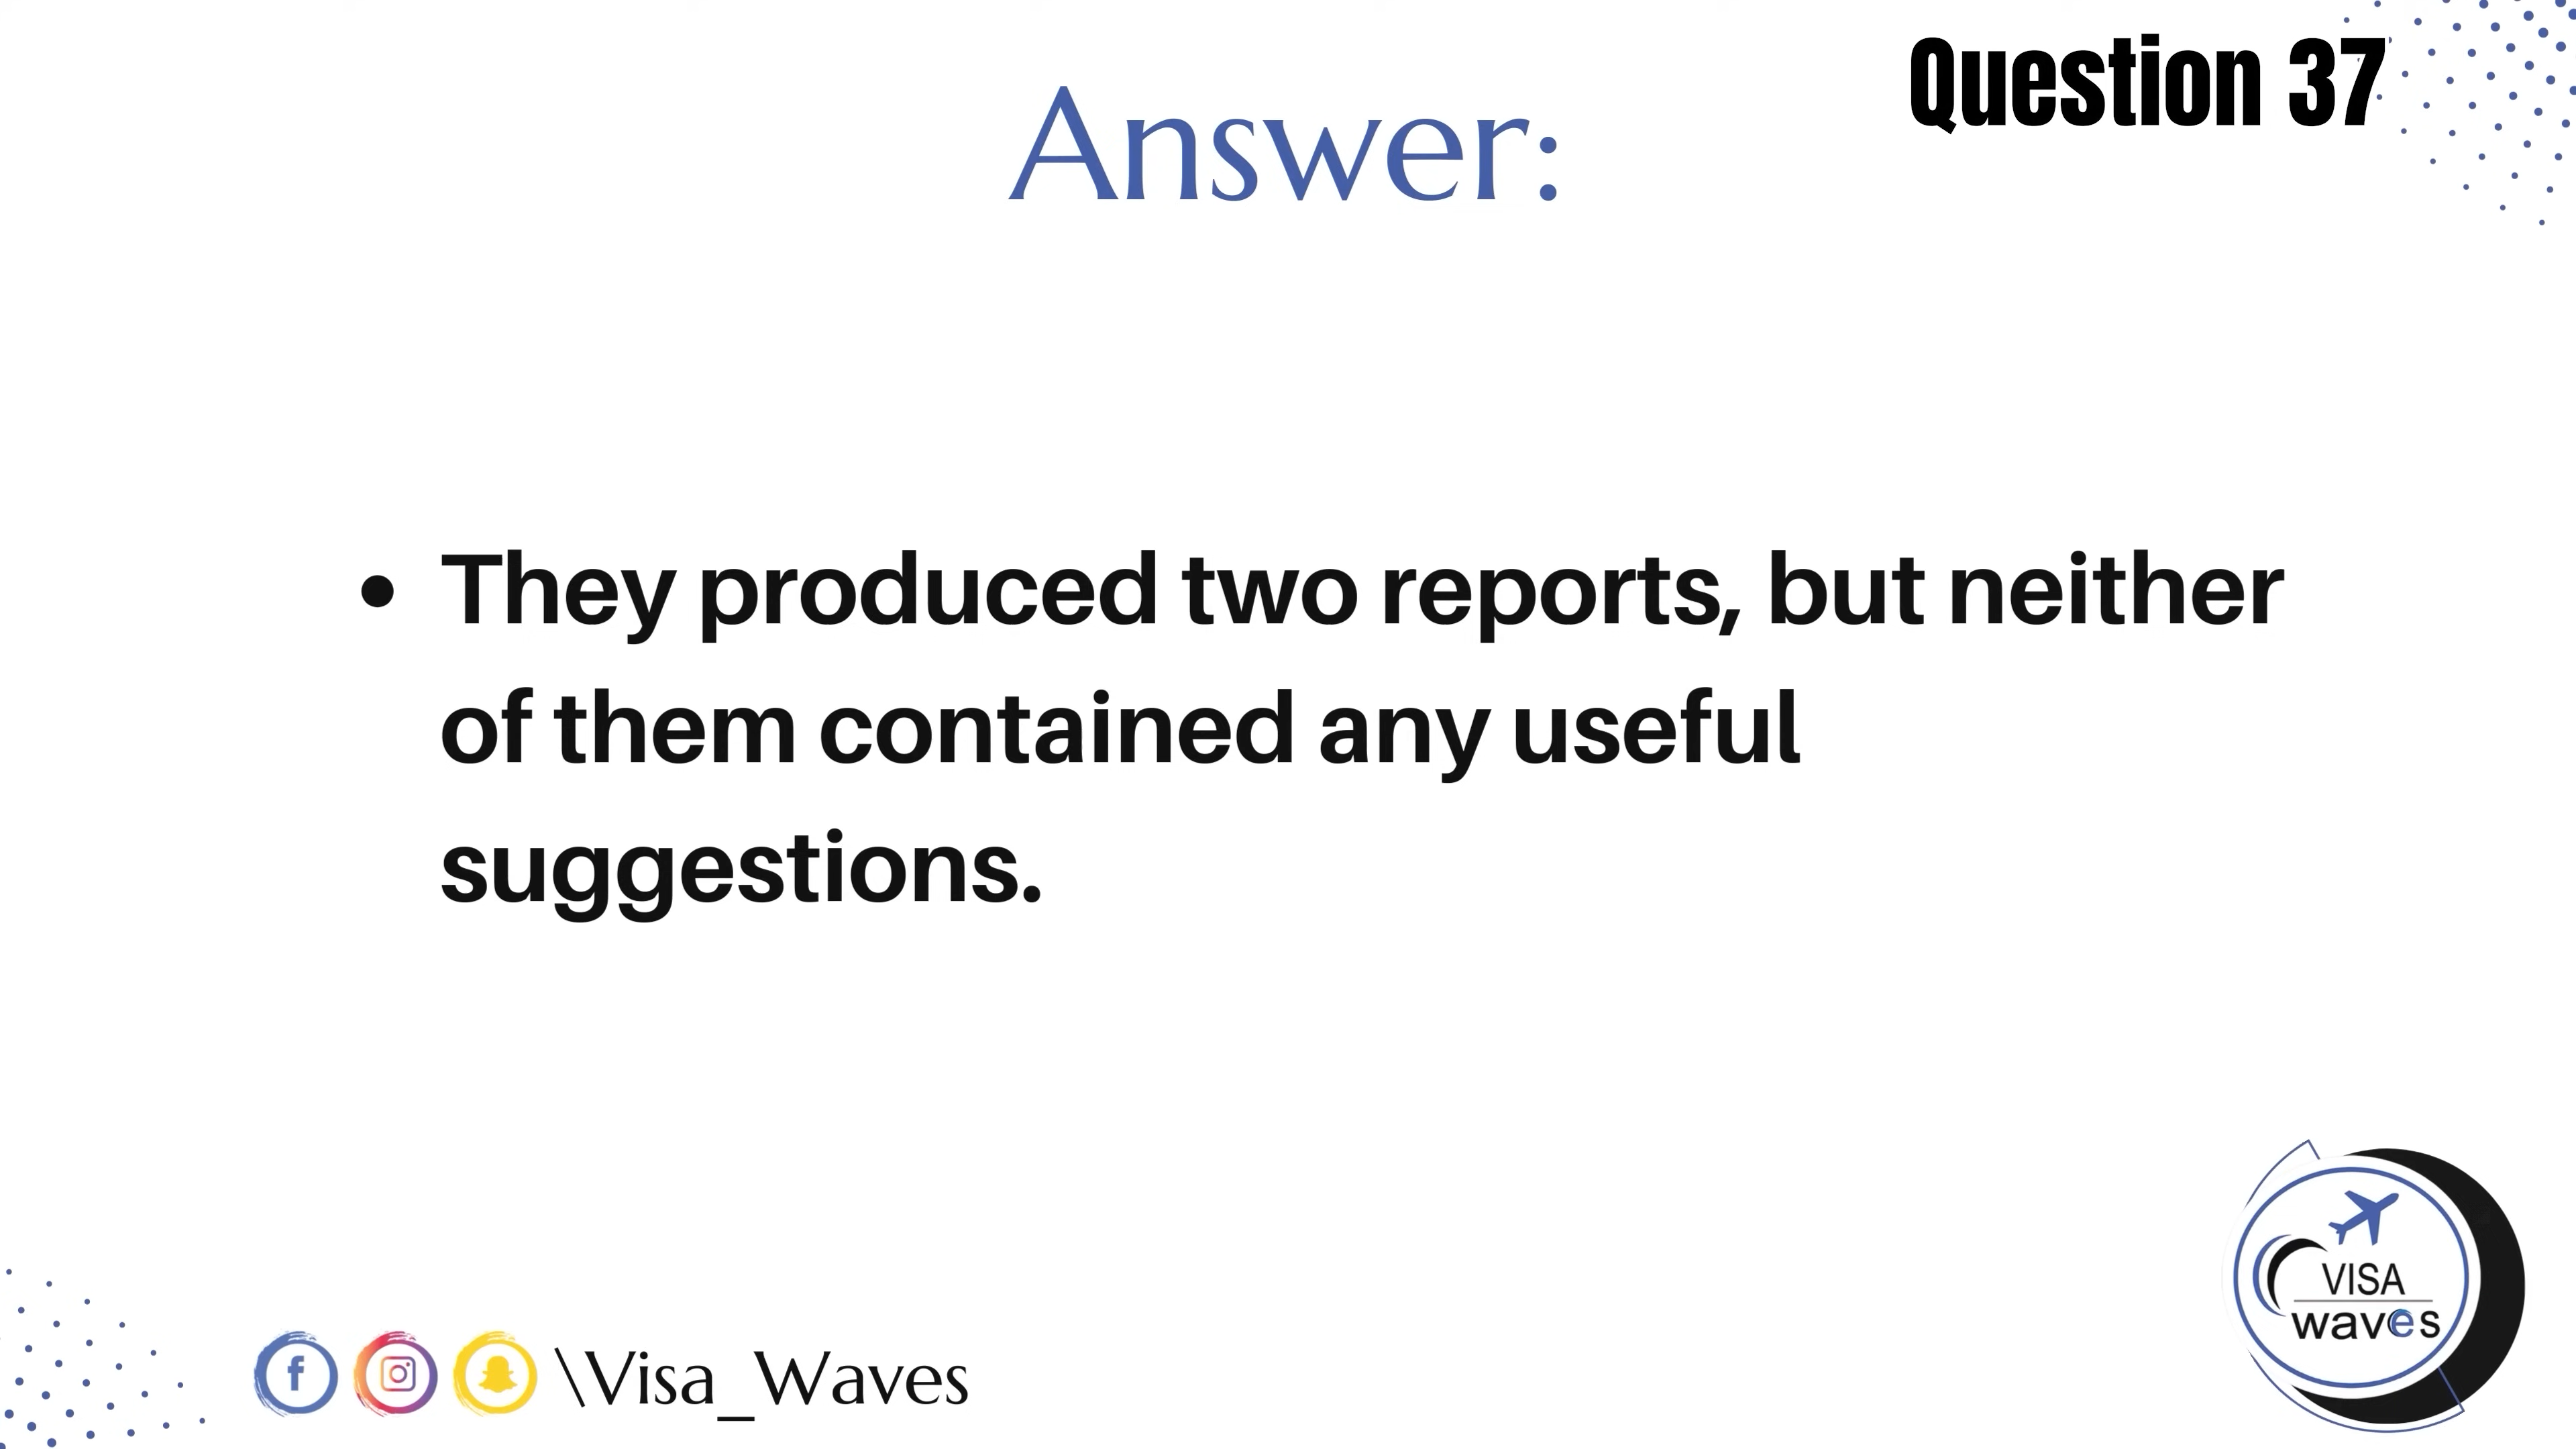 Question 37
Answer:
• They produced two reports, but neither
of them contained any useful
suggestions.
VISA
waves
\Visa_Waves